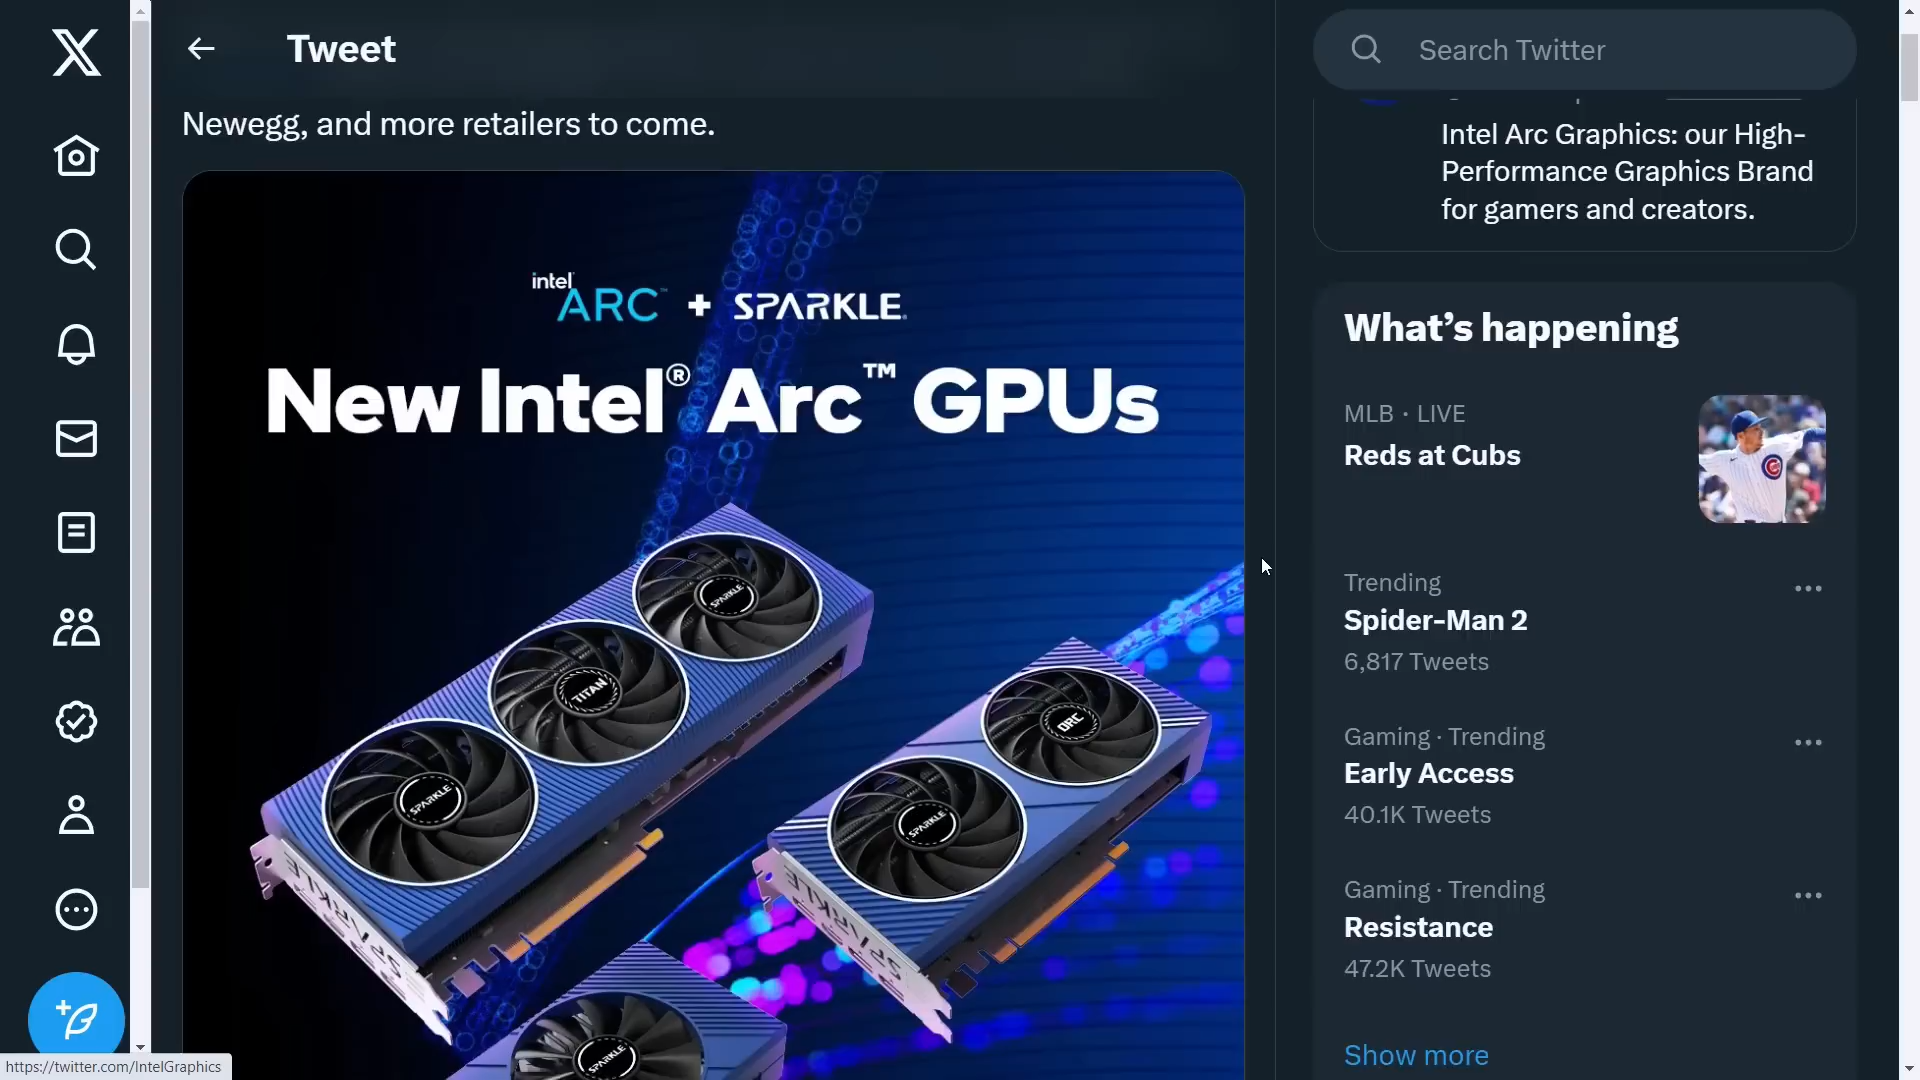 Tweet
Search Twitter
Newegg, and more retailers to come.
intel
ARC™ + SPARKLE.
New Intel® Arc™ GPUs
SPARKLE
TITAN
SPARKLE
SPARKLE
ORC
SPARKLE
SPARKLE
SPARKLE
Intel Arc Graphics: our High-
Performance Graphics Brand
for gamers and creators.
What's happening
MLB · LIVE
Reds at Cubs
Trending
Spider-Man 2
6,817 Tweets
Gaming · Trending
Early Access
40.1K Tweets
Gaming · Trending
Resistance
47.2K Tweets
Show more
https://twitter.com/IntelGraphics